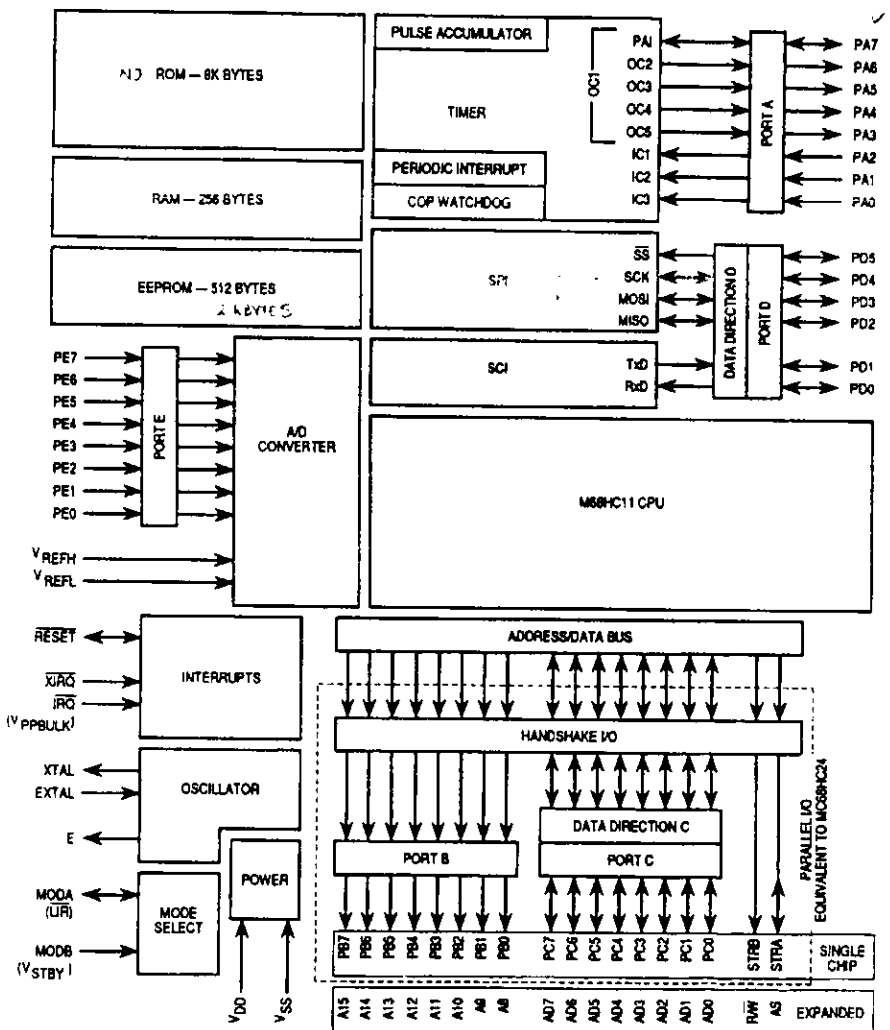 PULSE ACCUMULATOR
PAI
PA7
OC2
PA6
NO ROM — 8K BYTES
OC1
OC3
PA5
TIMER
OC4
PORT A
PA4
OC5
PA3
IC1
PA2
PERIODIC INTERRUPT
IC2
PA1
RAM — 256 BYTES
COP WATCHDOG
IC3
PA0
SS
PD5
EEPROM — 512 BYTES
2 KBYTES
SPI
SCK
PD4
MOSI
PD3
MISO
DATA DIRECTION D
PORT D
PD2
SCI
TxD
PD1
RxD
PD0
PE7
PE6
PE5
PE4
PE3
PE2
PE1
PE0
PORT E
A/D
CONVERTER
M68HC11 CPU
VREFH
VREFL
RESET
XIRQ
IRQ
(VPPBULK)
INTERRUPTS
ADDRESS/DATA BUS
HANDSHAKE I/O
XTAL
EXTAL
E
OSCILLATOR
DATA DIRECTION C
PORT B
PORT C
PARALLEL I/O
EQUIVALENT TO MC68HC24
POWER
MODA
(LIR)
MODB
(VSTBY)
MODE
SELECT
VDD
VSS
PB7 PB6 PB5 PB4 PB3 PB2 PB1 PB0 PC7 PC6 PC5 PC4 PC3 PC2 PC1 PC0 STRB STRA SINGLE
CHIP
A15 A14 A13 A12 A11 A10 A9 A8 AD7 AD6 AD5 AD4 AD3 AD2 AD1 AD0 R/W AS EXPANDED